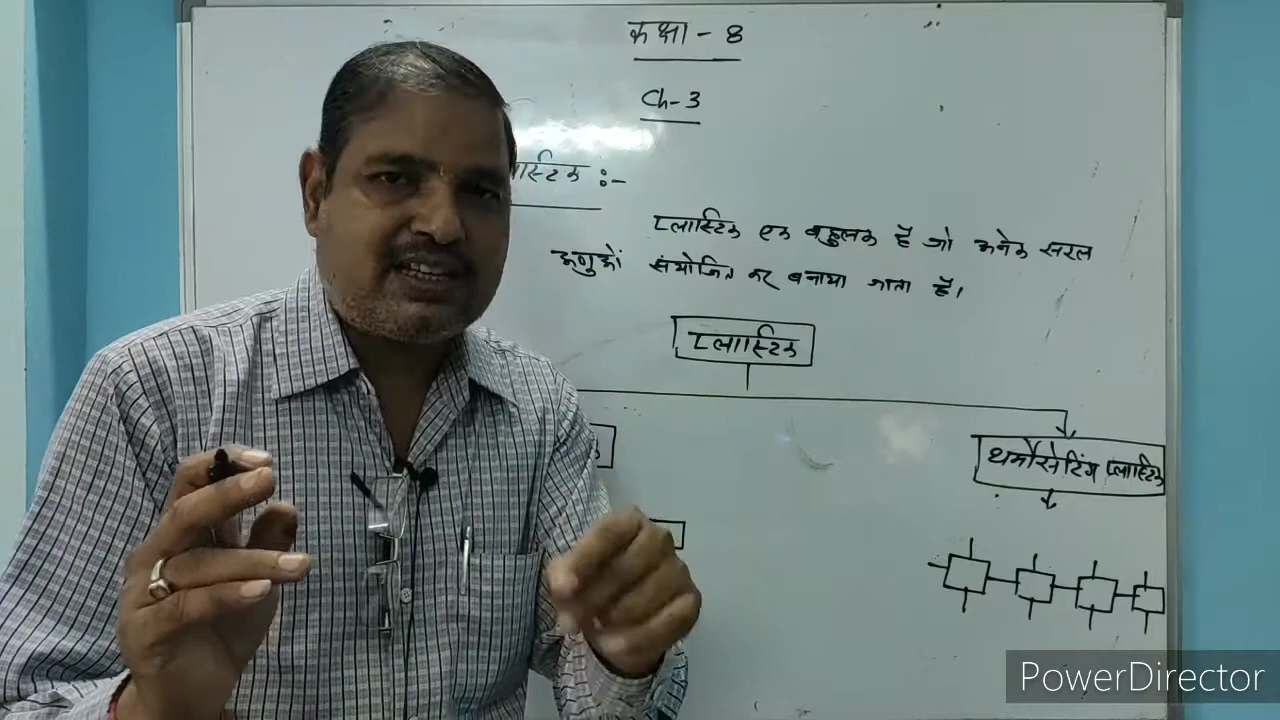 कक्षा - 8
Ch-3
लास्टिक :-
प्लास्टिक एक बहुलक हैं जो अनेक सरल
अणुओं संयोजित कर बनाया जाता हैं।
प्लास्टिक
थर्मोसेटिंग प्लास्टिक
PowerDirector